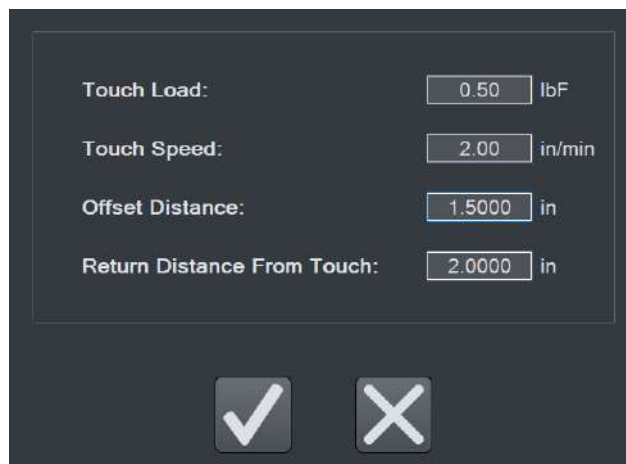 Touch Load: 0.50 lbF
Touch Speed: 2.00 in/min
Offset Distance: 1.5000 in
Return Distance From Touch: 2.0000 in